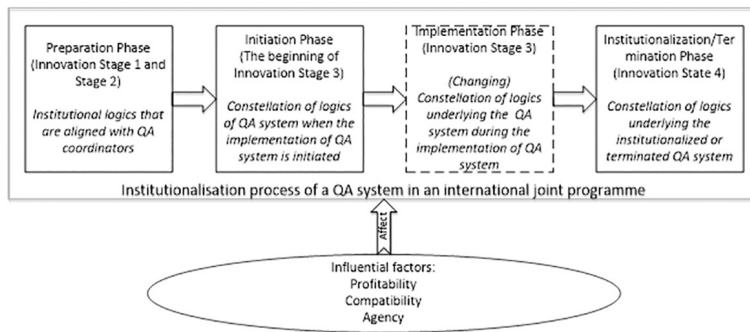 Preparation Phase
(Innovation Stage 1 and
Stage 2)
Institutional logics that
are aligned with QA
coordinators
Initiation Phase
(The beginning of
Innovation Stage 3)
Constellation of logics
of QA system when the
implementation of QA
system is initiated
Implementation Phase
(Innovation Stage 3)
(Changing)
Constellation of logics
underlying the QA
system during the
implementation of QA
system
Institutionalization/Ter
mination Phase
(Innovation State 4)
Constellation of logics
underlying the
institutionalized or
terminated QA system
Institutionalisation process of a QA system in an international joint programme
Affect
Influential factors:
Profitability
Compatibility
Agency